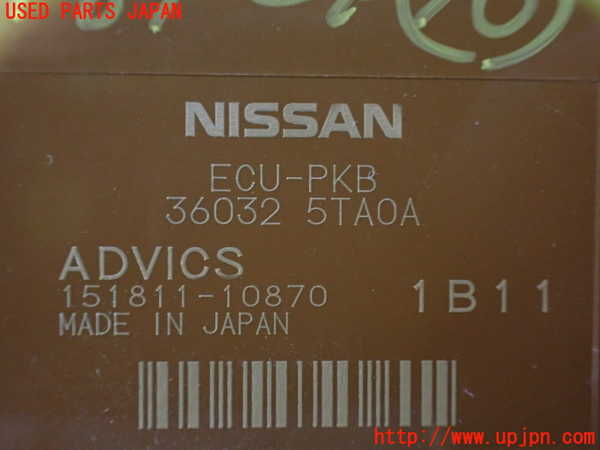 USED PARTS JAPAN
NISSAN
ECU-PKB
36032 5TA0A
ADVICS
151811-10870 1B11
MADE IN JAPAN
http://www.upjpn.com